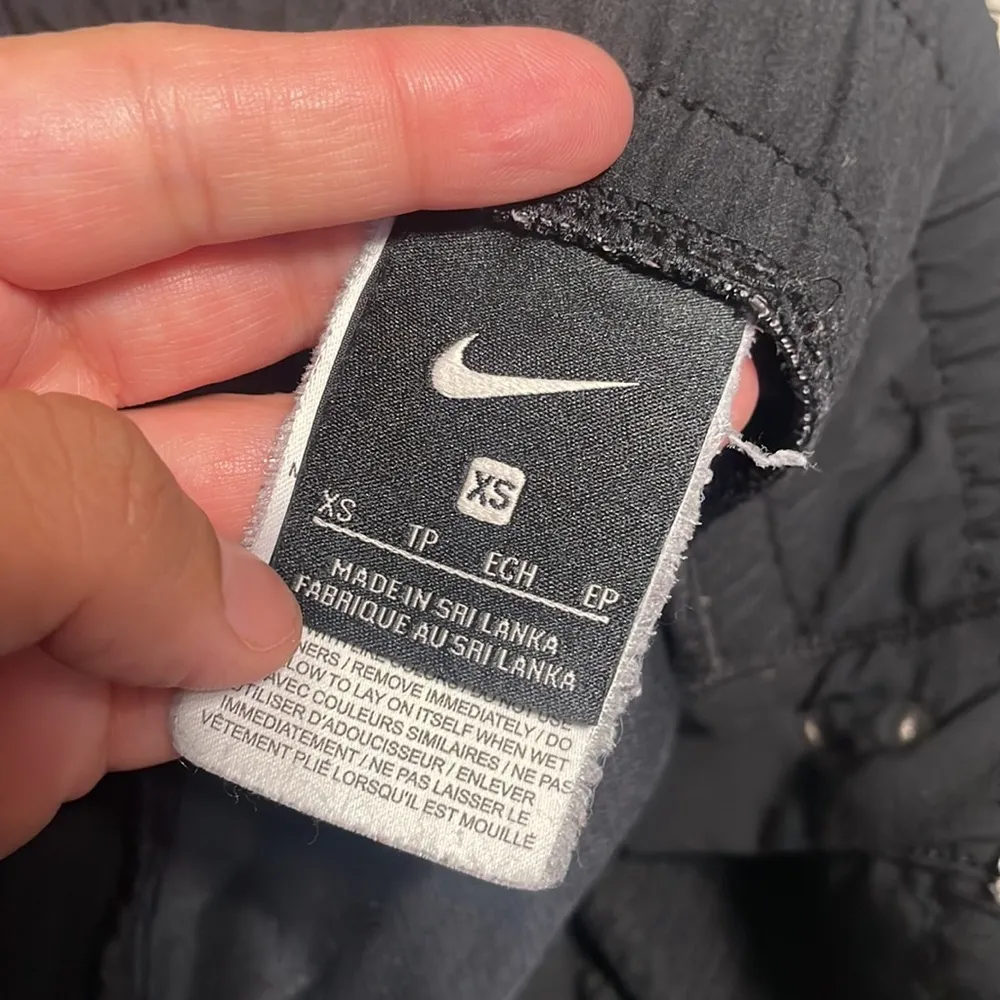 XS
XS TP ECH EP
MADE IN SRI LANKA
FABRIQUE AU SRI LANKA
NERS / REMOVE IMMEDIATELY / DO
LOW TO LAY ON ITSELF WHEN WET
AVEC COULEURS SIMILAIRES / NE PAS
UTILISER D'ADOUCISSEUR / ENLEVER
IMMEDIATEMENT / NE PAS LAISSER LE
VÊTEMENT PLIÉ LORSQU'IL EST MOUILLÉ